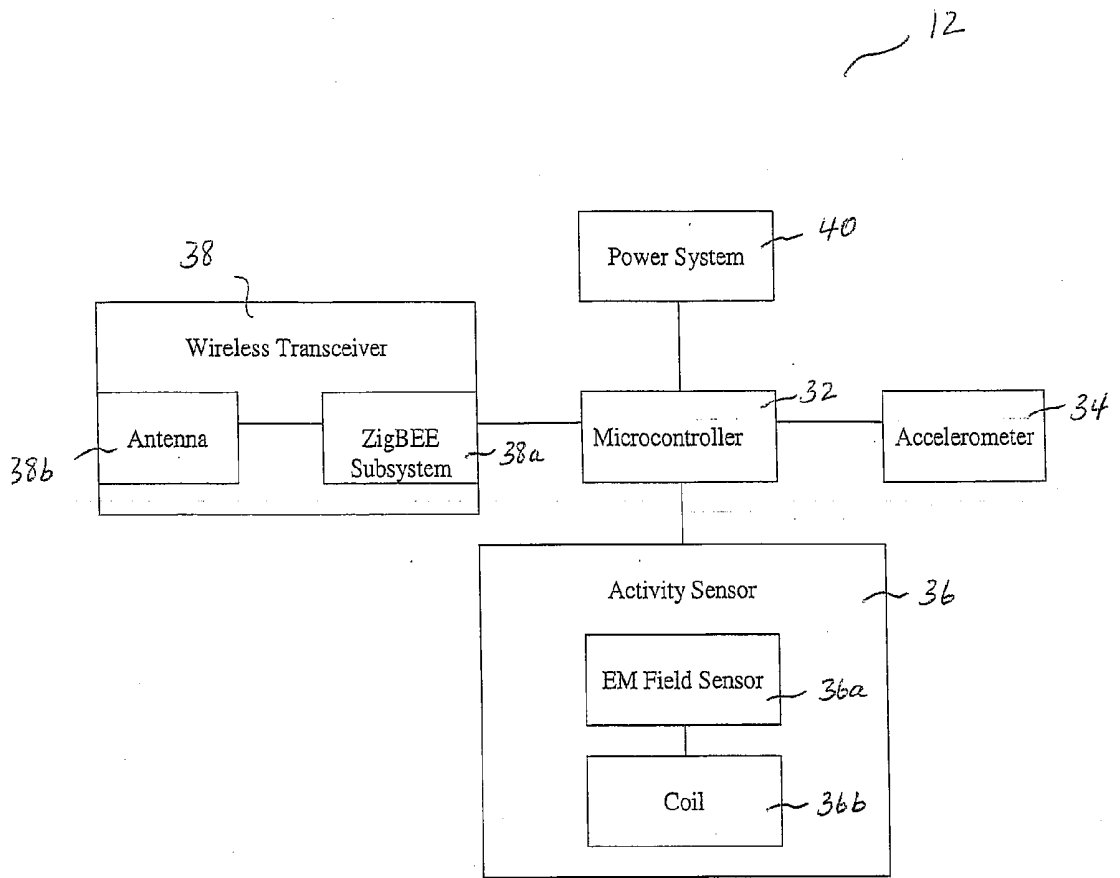 12
40
Power System
38
Wireless Transceiver
32
34
Antenna
ZigBEE
Subsystem
38a
38b
Microcontroller
Accelerometer
Activity Sensor
36
EM Field Sensor
36a
Coil
36b